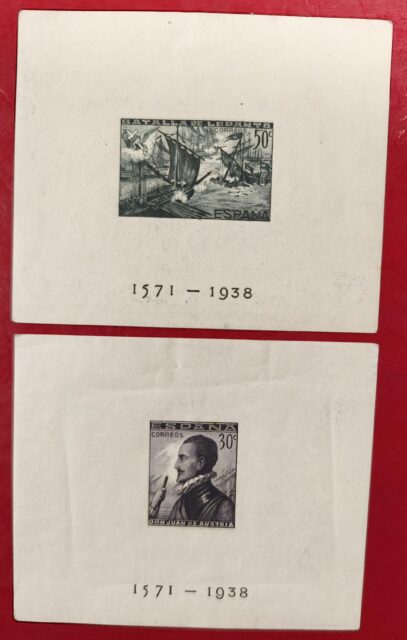 BATALLA DE LEPANTO
CORREOS 50c
ESPAÑA
1571 — 1938
ESPAÑA
CORREOS 30c
DON JUAN DE AUSTRIA
1571 — 1938